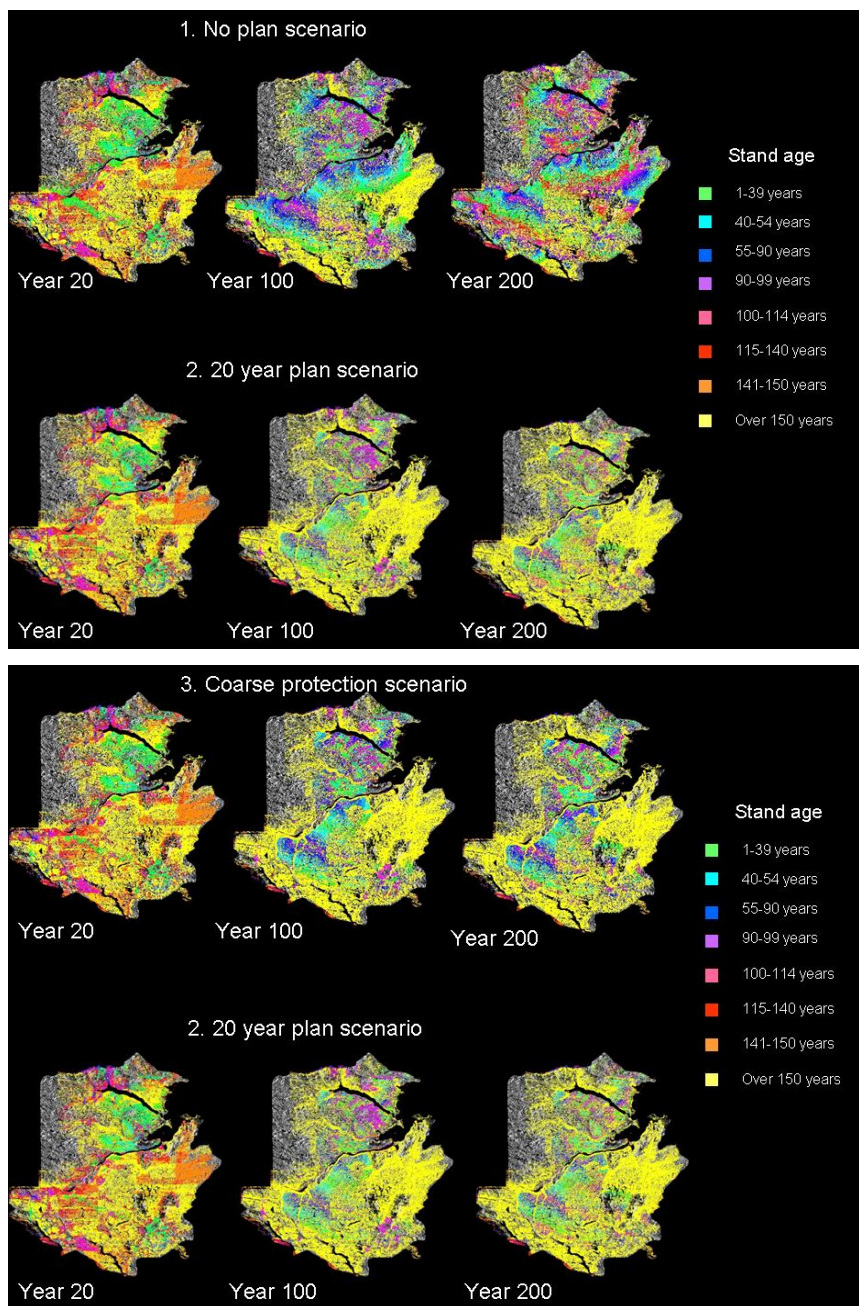 1. No plan scenario
Year 20
Year 100
Year 200
Stand age
1-39 years
40-54 years
55-90 years
90-99 years
100-114 years
115-140 years
141-150 years
Over 150 years
2. 20 year plan scenario
Year 20
Year 100
Year 200
3. Coarse protection scenario
Year 20
Year 100
Year 200
Stand age
1-39 years
40-54 years
55-90 years
90-99 years
100-114 years
115-140 years
141-150 years
Over 150 years
2. 20 year plan scenario
Year 20
Year 100
Year 200